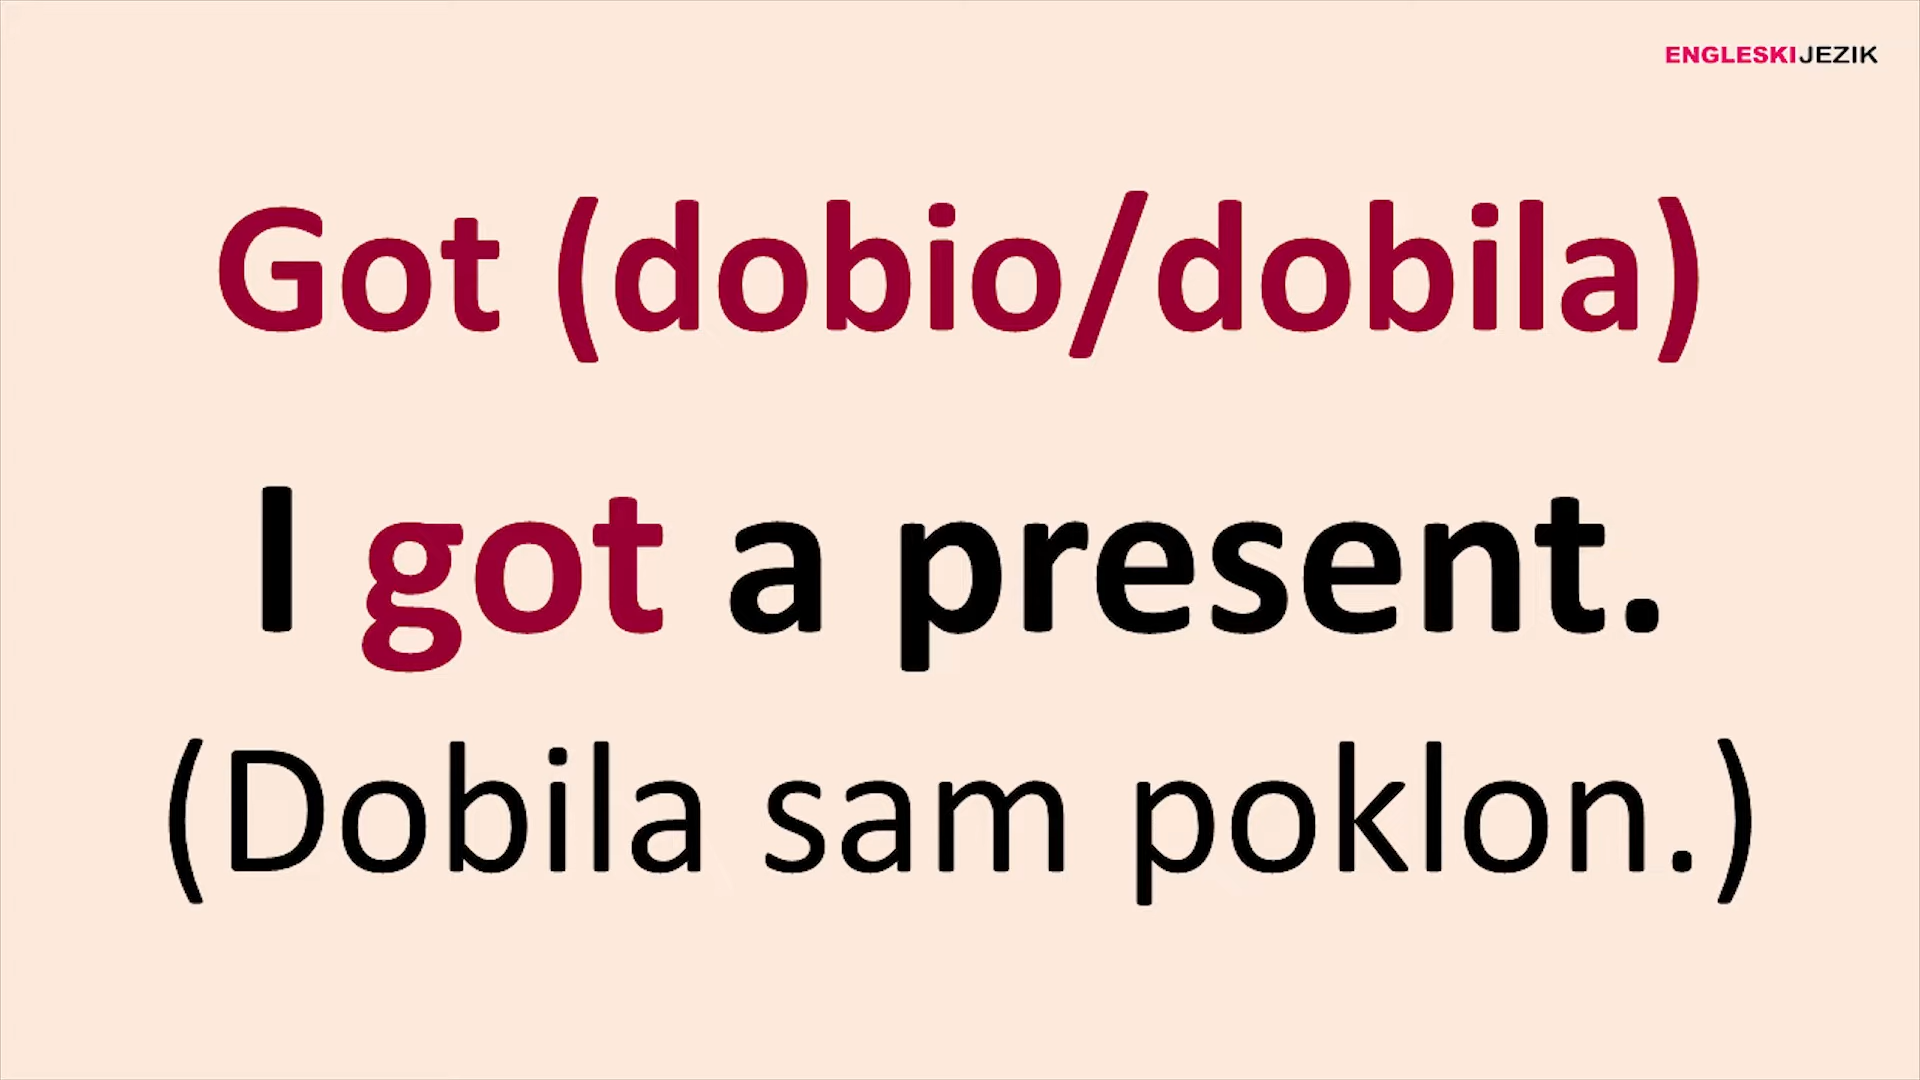 ENGLESKIJEZIK
Got (dobio/dobila)
I got a present.
(Dobila sam poklon.)